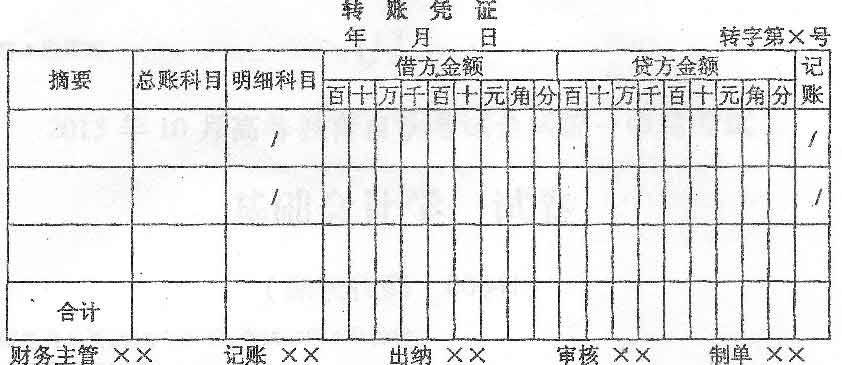 转账凭证
年 月 日 转字第×号
摘要 总账科目 明细科目 借方金额 贷方金额 记账
百 十 万 千 百 十 元 角 分 百 十 万 千 百 十 元 角 分
/ /
/ /
合计
财务主管 ×× 记账 ×× 出纳 ×× 审核 ×× 制单 ××